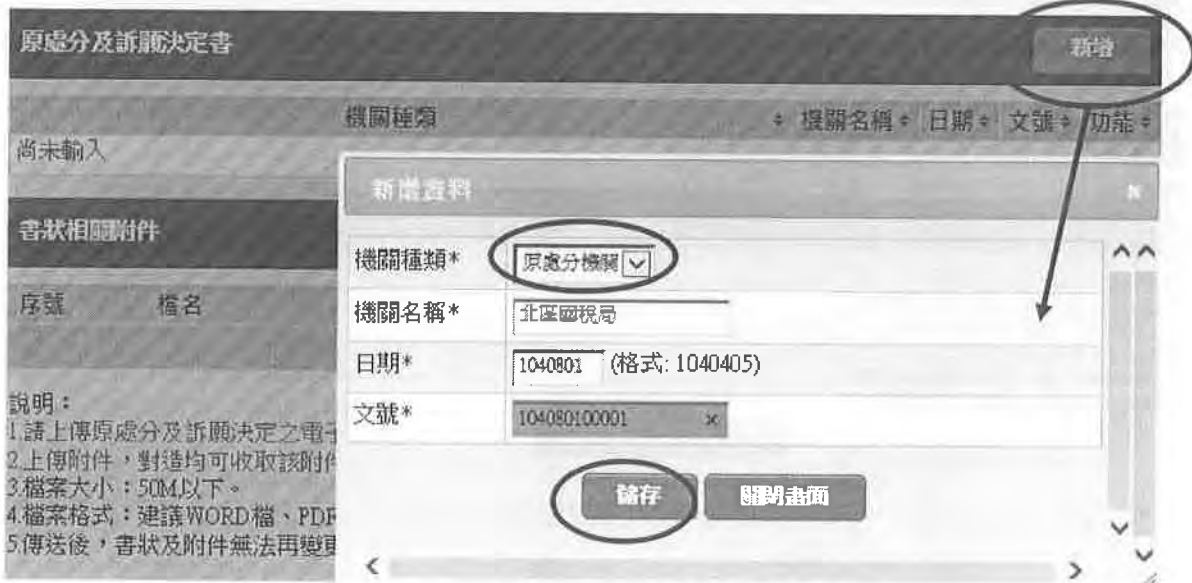 原處分及訴願決定書
新增
機關種類 機關名稱 日期 文號 功能
尚未輸入
新增資料
書狀相關附件
機關種類* 原處分機關
序號 檔名
機關名稱* 北區國稅局
日期* 1040801 (格式: 1040405)
文號* 104080100001 ×
說明：
1.請上傳原處分及訴願決定之電子
2.上傳附件，對造均可收取該附件
3.檔案大小：50M以下。
4.檔案格式：建議WORD檔、PDF
5.傳送後，書狀及附件無法再變更
儲存 關閉畫面